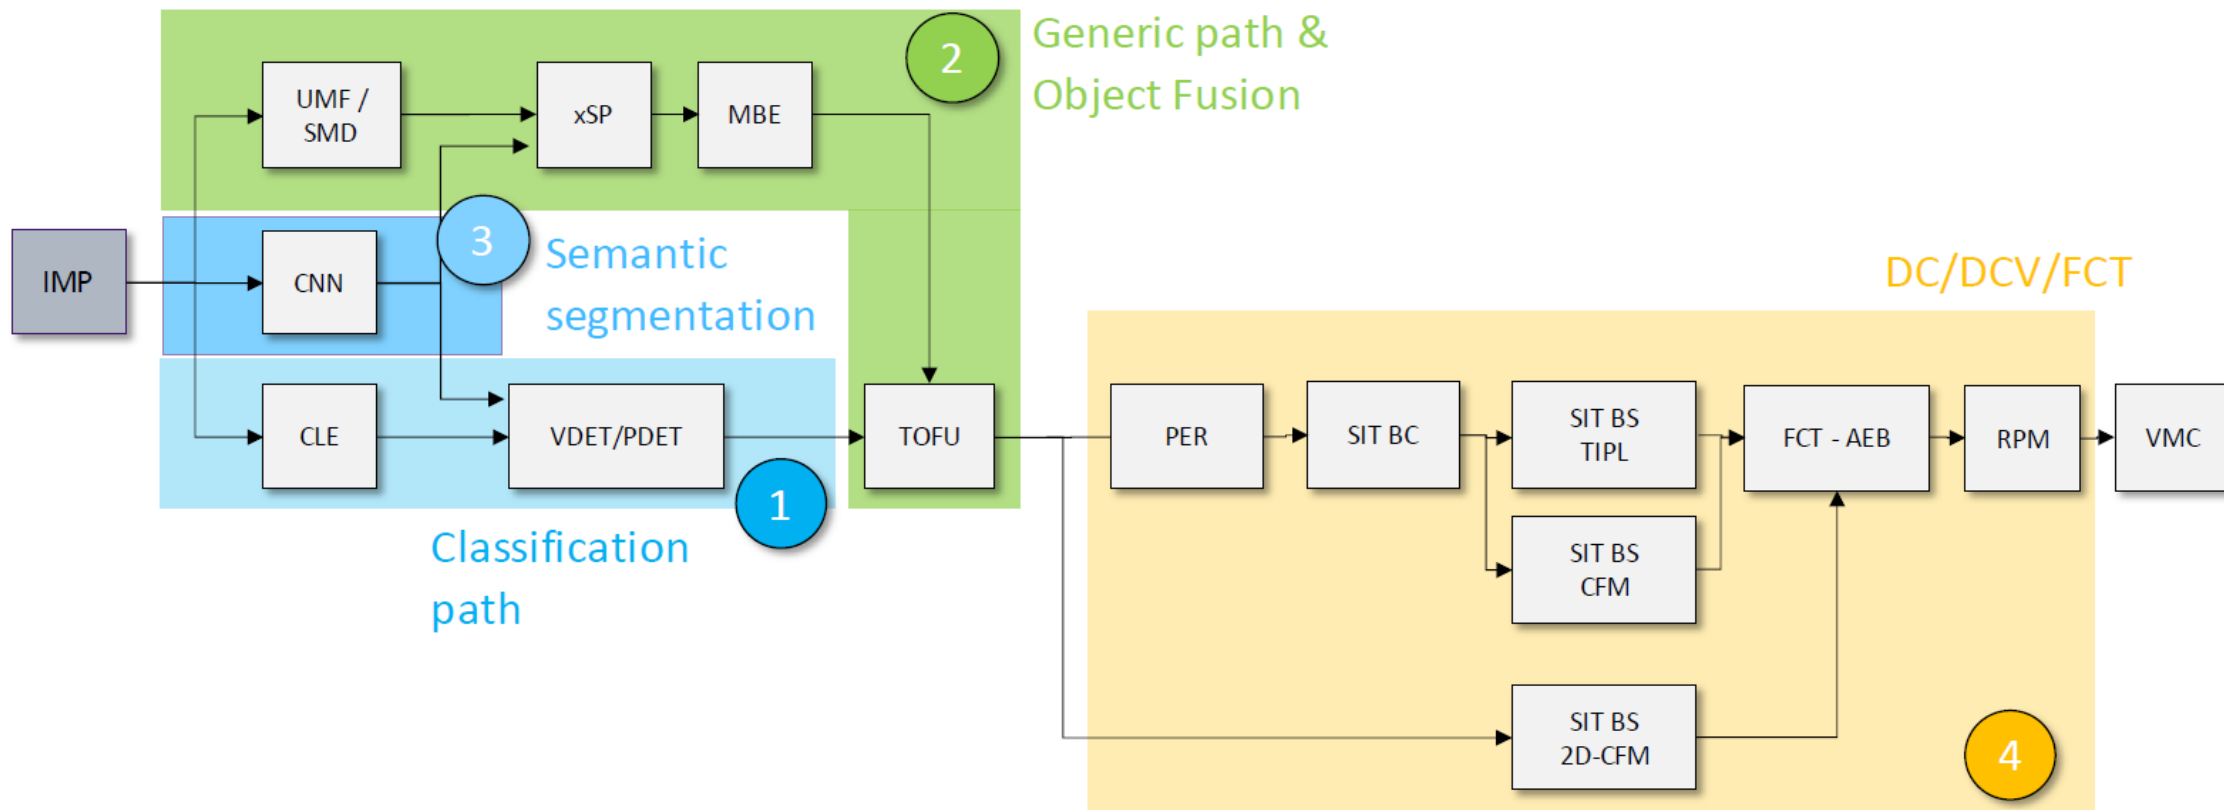 2
Generic path &
Object Fusion
UMF /
SMD
xSP
MBE
IMP
CNN
3
Semantic
segmentation
DC/DCV/FCT
CLE
VDET/PDET
TOFU
PER
SIT BC
SIT BS
TIPL
FCT - AEB
RPM
VMC
1
Classification
path
SIT BS
CFM
SIT BS
2D-CFM
4